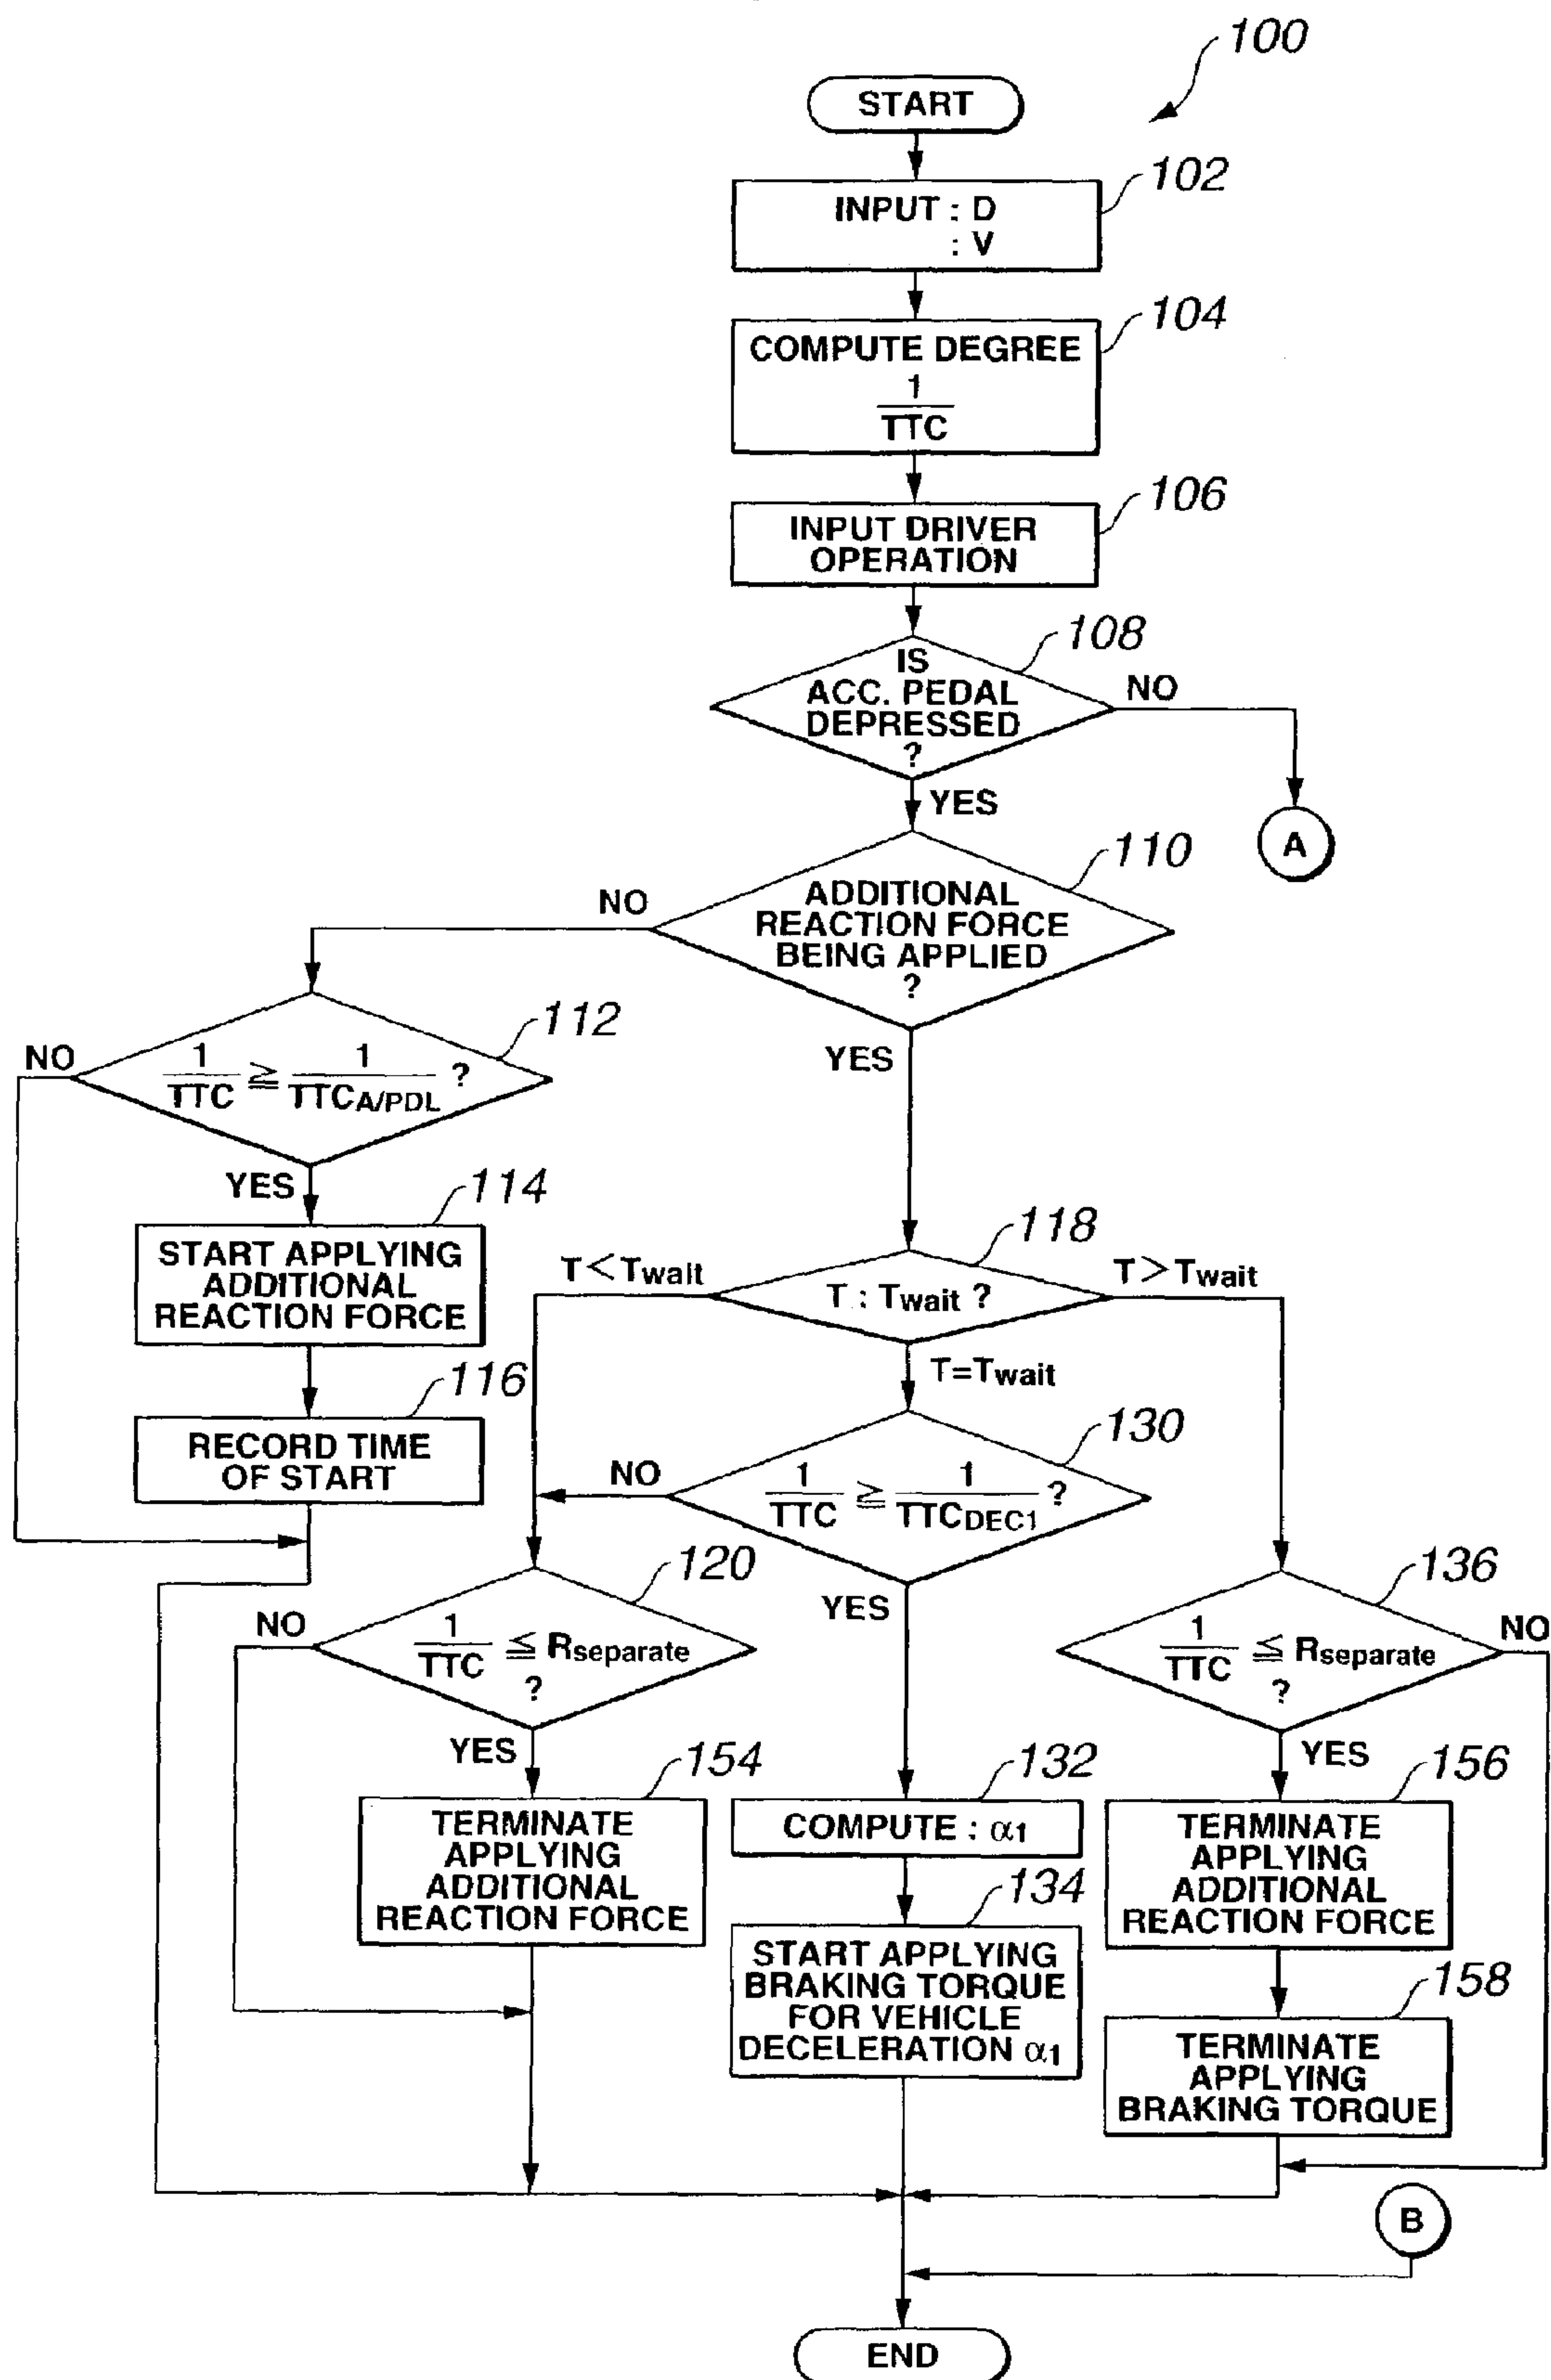 100
START
102
INPUT : D
: V
104
COMPUTE DEGREE
1
TTC
106
INPUT DRIVER
OPERATION
108
IS
ACC. PEDAL
DEPRESSED
?
NO
YES
A
110
ADDITIONAL
REACTION FORCE
BEING APPLIED
?
NO
YES
112
1 1
TTC ≧ TTCA/PDL ?
NO
YES
114
START APPLYING
ADDITIONAL
REACTION FORCE
116
RECORD TIME
OF START
118
T<Twait
T : Twait ?
T>Twait
T=Twait
130
1 1
TTC ≧ TTCDEC1 ?
NO
YES
120
1
TTC ≦ Rseparate
?
NO
YES
136
1
TTC ≦ Rseparate
?
NO
YES
154
TERMINATE
APPLYING
ADDITIONAL
REACTION FORCE
132
COMPUTE : α1
134
START APPLYING
BRAKING TORQUE
FOR VEHICLE
DECELERATION α1
156
TERMINATE
APPLYING
ADDITIONAL
REACTION FORCE
158
TERMINATE
APPLYING
BRAKING TORQUE
B
END